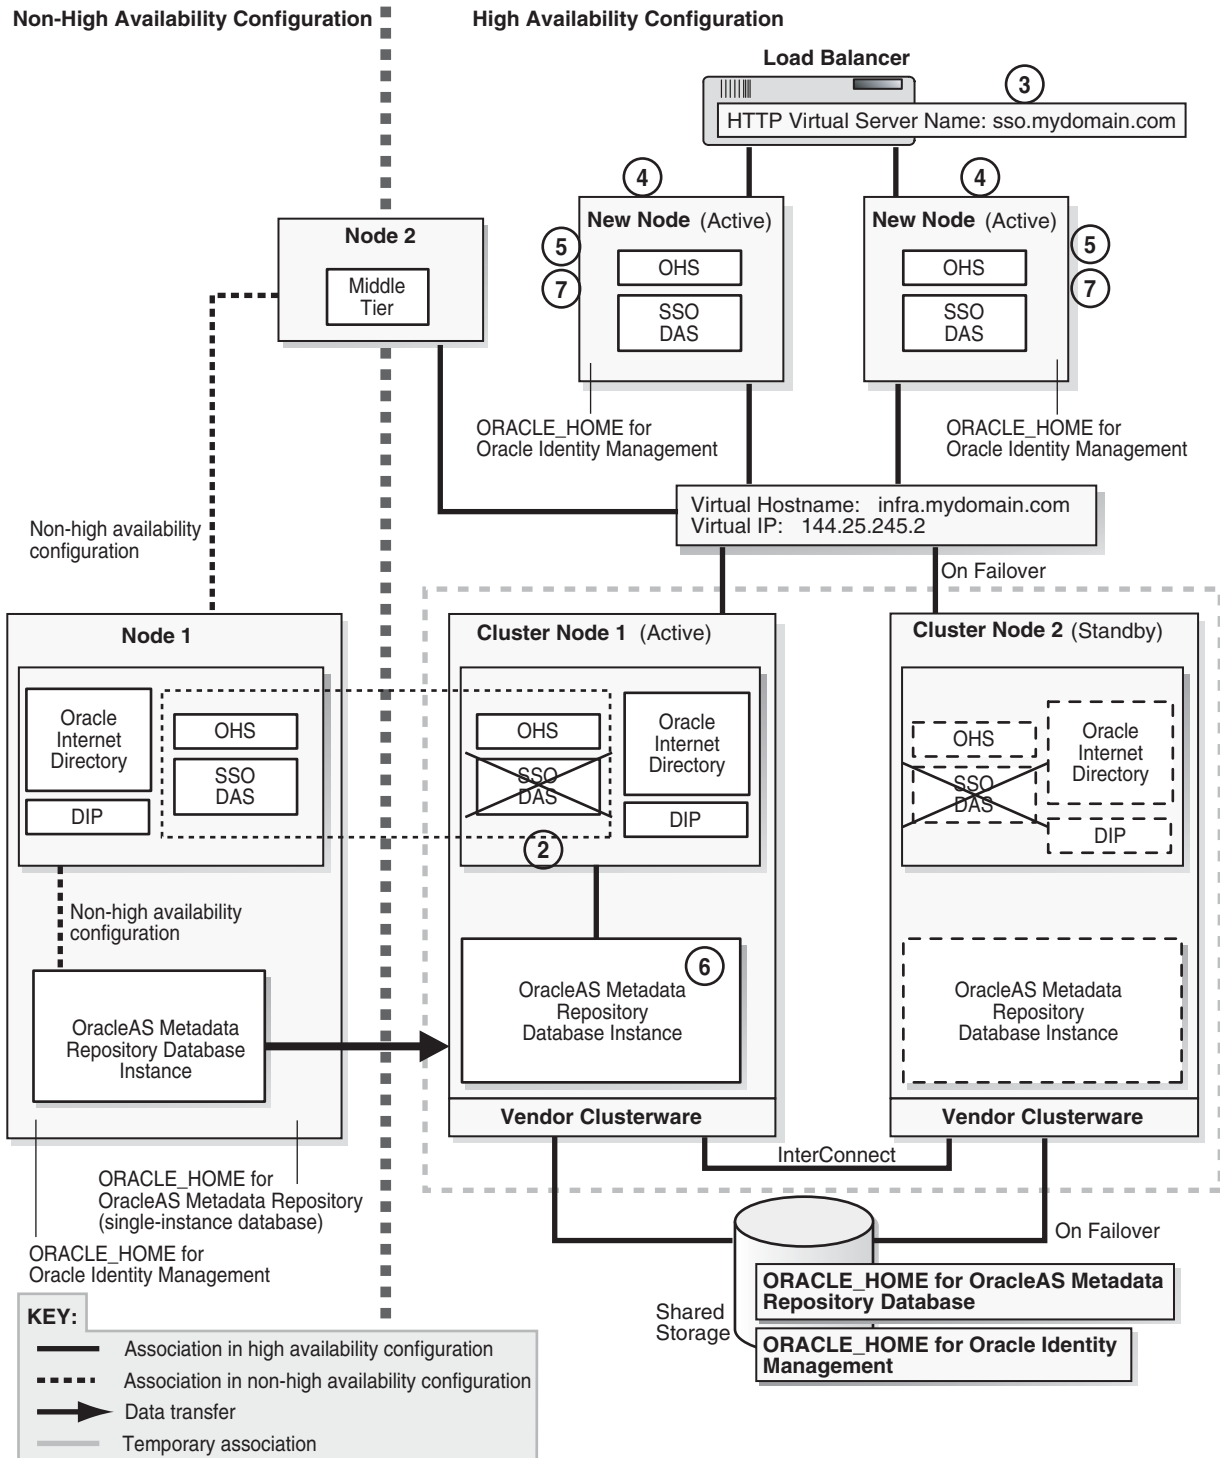 Non-High Availability Configuration
High Availability Configuration
Load Balancer
3
HTTP Virtual Server Name: sso.mydomain.com
4
4
New Node (Active)
New Node (Active)
Node 2
5
5
OHS
OHS
Middle
Tier
7
7
SSO
DAS
SSO
DAS
ORACLE_HOME for
Oracle Identity Management
ORACLE_HOME for
Oracle Identity Management
Virtual Hostname: infra.mydomain.com
Virtual IP: 144.25.245.2
Non-high availability
configuration
On Failover
Node 1
Cluster Node 1 (Active)
Cluster Node 2 (Standby)
Oracle
Internet
Directory
OHS
SSO
DAS
DIP
OHS
SSO
DAS
Oracle
Internet
Directory
DIP
2
OHS
SSO
DAS
Oracle
Internet
Directory
DIP
Non-high availability
configuration
6
OracleAS Metadata
Repository Database
Instance
OracleAS Metadata
Repository
Database Instance
OracleAS Metadata
Repository
Database Instance
Vendor Clusterware
Vendor Clusterware
InterConnect
ORACLE_HOME for
OracleAS Metadata Repository
(single-instance database)
On Failover
ORACLE_HOME for
Oracle Identity Management
Shared
Storage
ORACLE_HOME for OracleAS Metadata
Repository Database
ORACLE_HOME for Oracle Identity
Management
KEY:
Association in high availability configuration
Association in non-high availability configuration
Data transfer
Temporary association